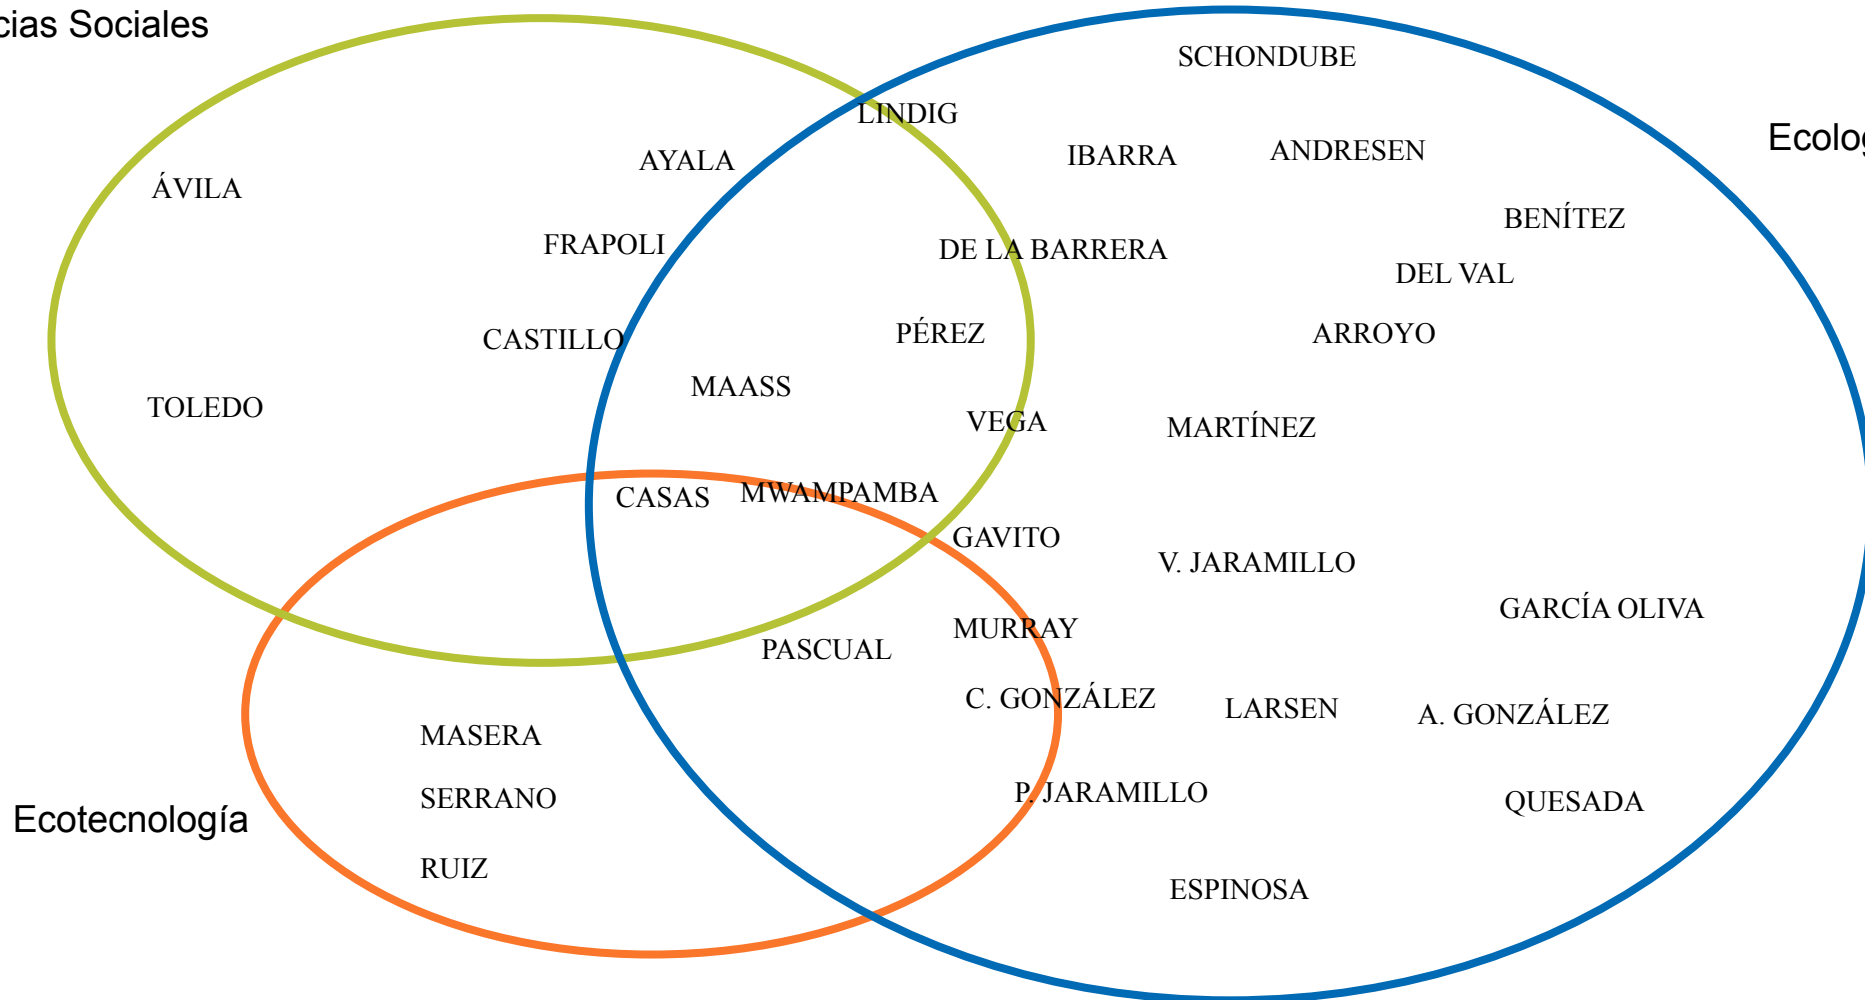 cias Sociales
SCHONDUBE
LINDIG
Ecolog
AYALA
IBARRA
ANDRESEN
ÁVILA
BENÍTEZ
FRAPOLI
DE LA BARRERA
DEL VAL
CASTILLO
PÉREZ
ARROYO
MAASS
TOLEDO
VEGA
MARTÍNEZ
CASAS
MWAMPAMBA
GAVITO
V. JARAMILLO
GARCÍA OLIVA
MURRAY
PASCUAL
C. GONZÁLEZ
LARSEN
A. GONZÁLEZ
MASERA
SERRANO
P. JARAMILLO
QUESADA
Ecotecnología
RUIZ
ESPINOSA